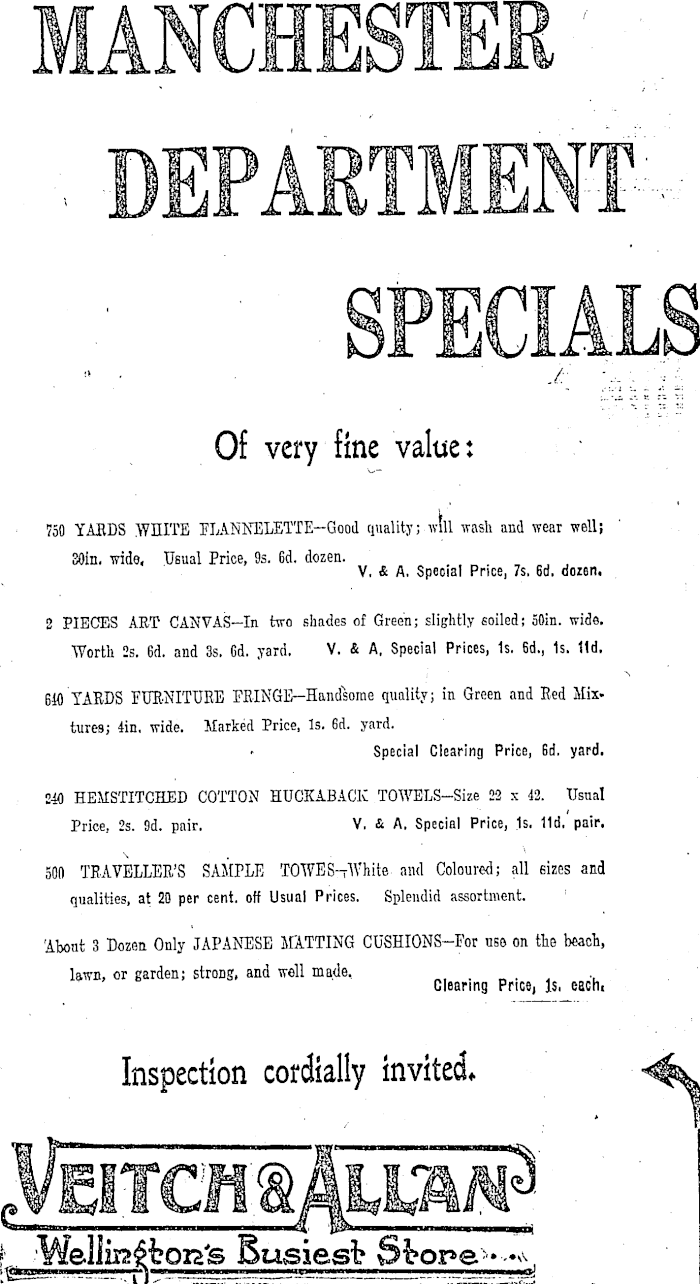 MANCHESTER
DEPARTMENT
SPECIALS
Of very fine value:
750 YARDS WHITE FLANNELETTE—Good quality; will wash and wear well;
30in. wide. Usual Price, 9s. 6d. dozen.
V. & A. Special Price, 7s. 6d. dozen.
2 PIECES ART CANVAS—In two shades of Green; slightly soiled; 50in. wide.
Worth 2s. 6d. and 3s. 6d. yard. V. & A. Special Prices, 1s. 6d., 1s. 11d.
640 YARDS FURNITURE FRINGE—Handsome quality; in Green and Red Mix-
tures; 4in. wide. Marked Price, 1s. 6d. yard.
Special Clearing Price, 6d. yard.
240 HEMSTITCHED COTTON HUCKABACK TOWELS—Size 22 x 42. Usual
Price, 2s. 9d. pair. V. & A. Special Price, 1s. 11d. pair.
500 TRAVELLER'S SAMPLE TOWES—White and Coloured; all sizes and
qualities, at 20 per cent. off Usual Prices. Splendid assortment.
About 3 Dozen Only JAPANESE MATTING CUSHIONS—For use on the beach,
lawn, or garden; strong, and well made.
Clearing Price, 1s. each.
Inspection cordially invited.
VEITCH & ALLAN
Wellington's Busiest Store...